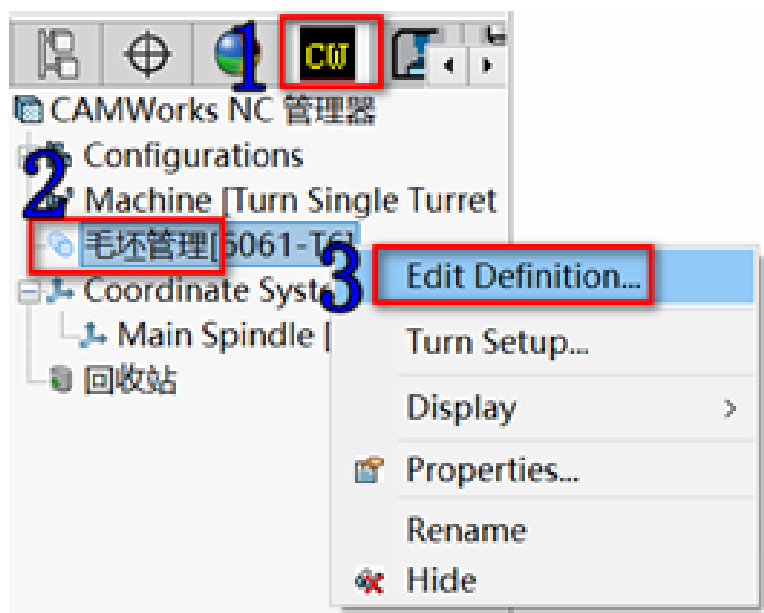 1
CW
CAMWorks NC 管理器
Configurations
2
Machine [Turn Single Turret
毛坯管理[6061-T6]
3
Edit Definition...
Coordinate Syst
Turn Setup...
Main Spindle [
回收站
Display
Properties...
Rename
Hide